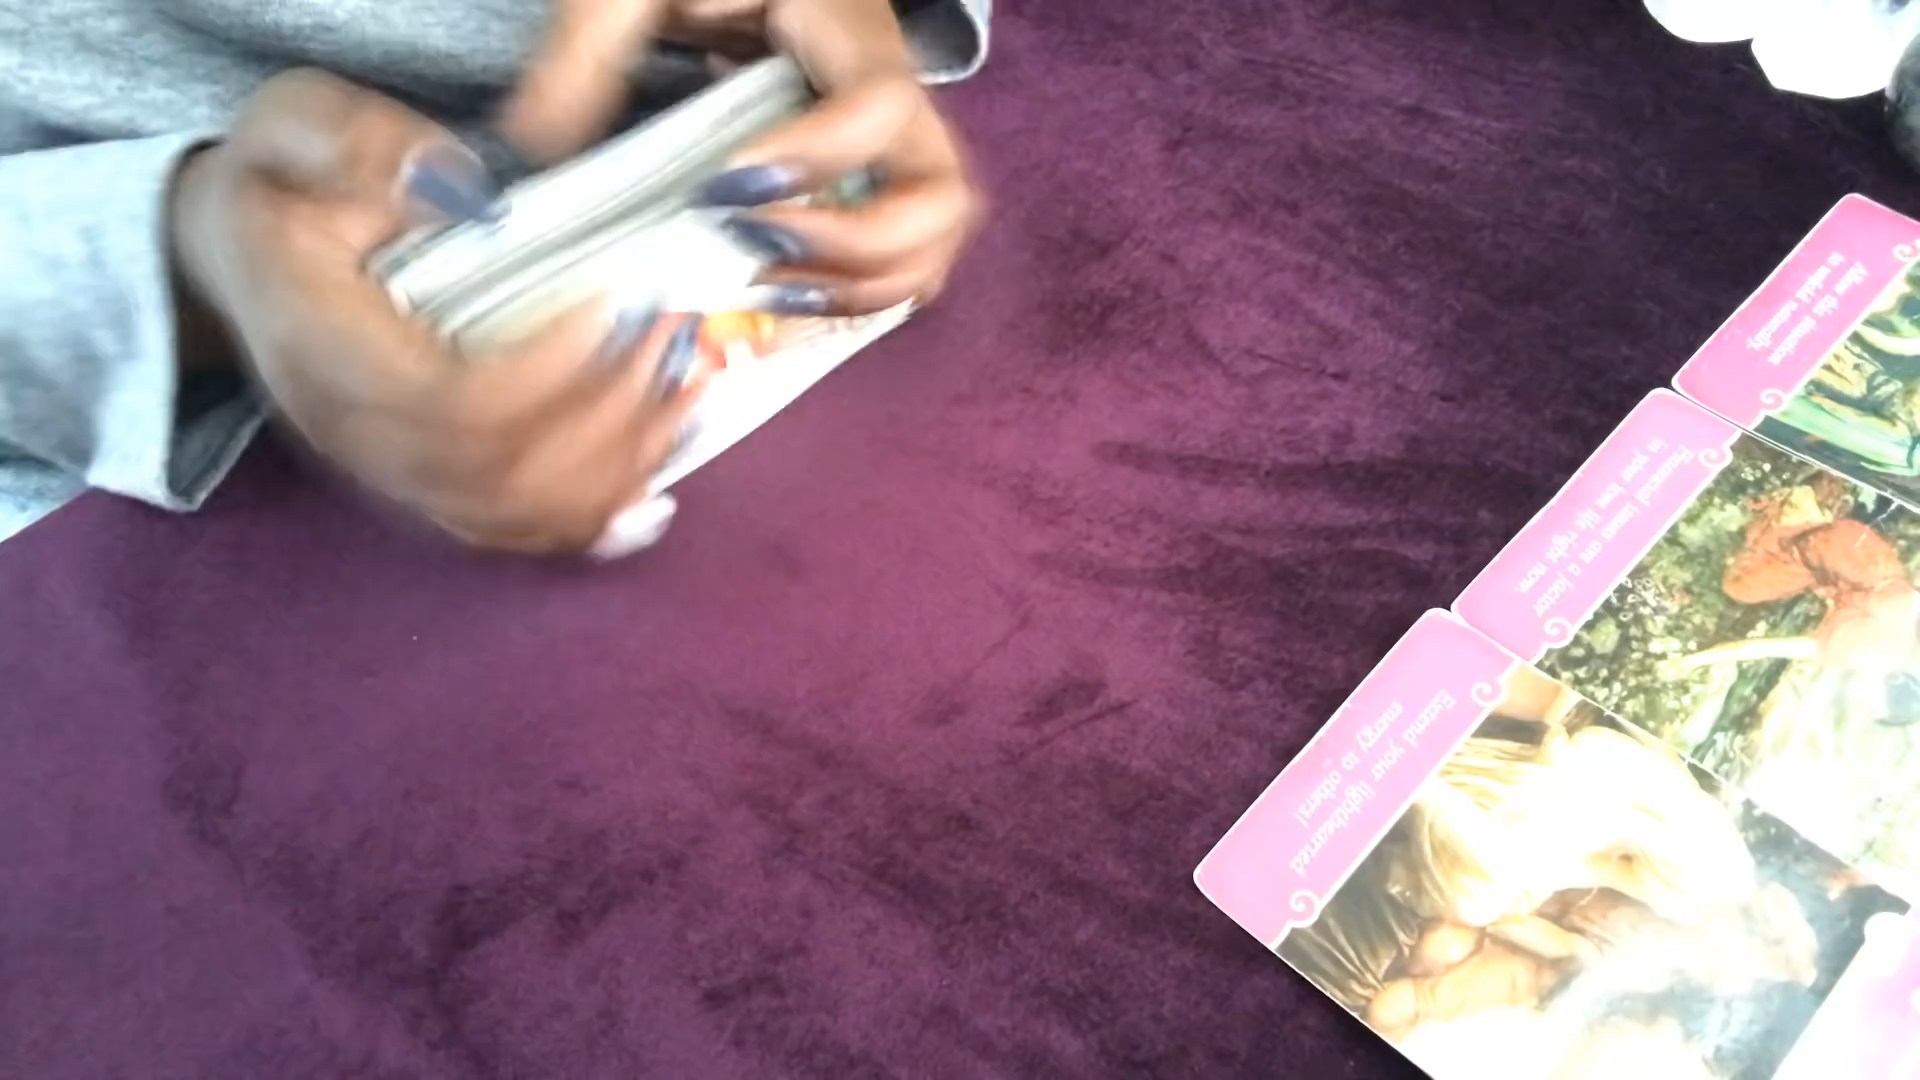 Allow this situation
to unfold naturally.
Financial issues are a factor
in your love life right now.
Extend your lighthearted
energy to others!